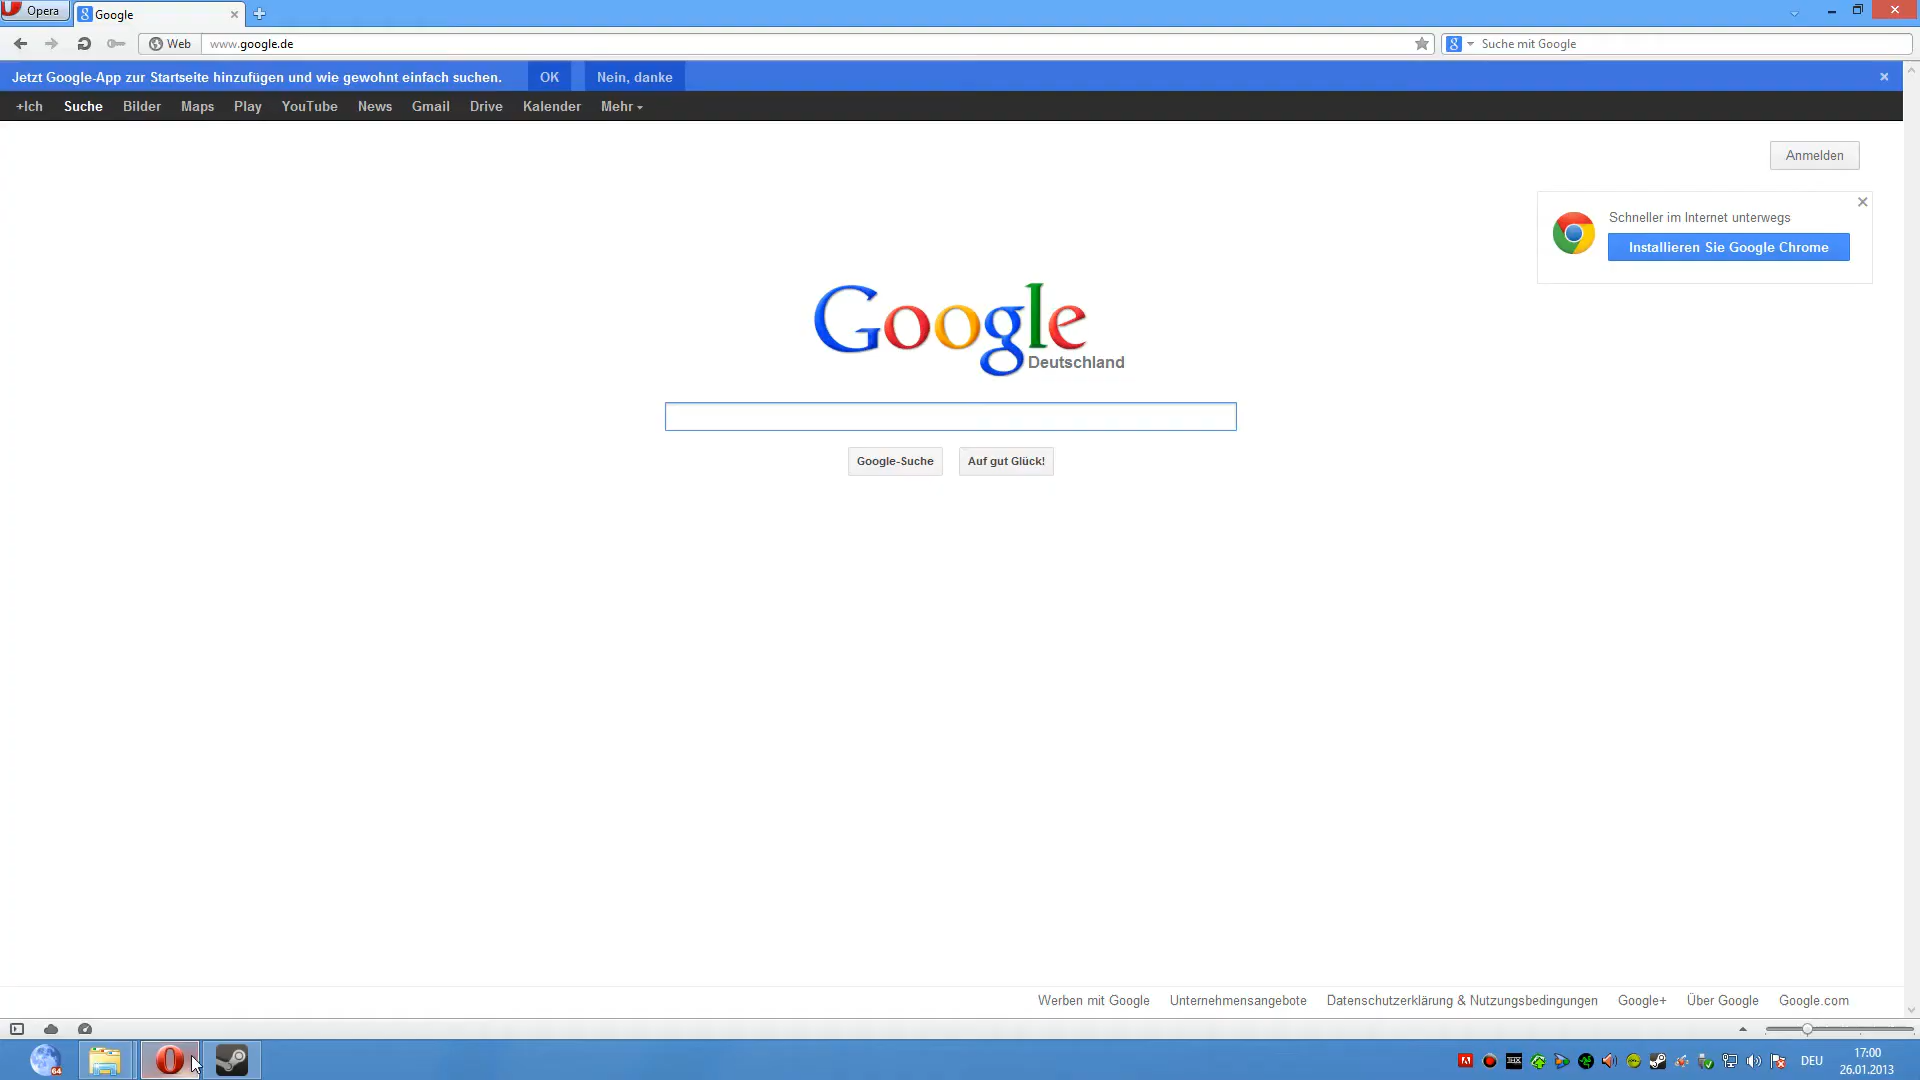 Opera
Google
Web
www.google.de
Suche mit Google
Jetzt Google-App zur Startseite hinzufügen und wie gewohnt einfach suchen.
OK
Nein, danke
+Ich Suche Bilder Maps Play YouTube News Gmail Drive Kalender Mehr
Anmelden
Schneller im Internet unterwegs
Installieren Sie Google Chrome
Google
Deutschland
Google-Suche
Auf gut Glück!
Werben mit Google Unternehmensangebote Datenschutzerklärung & Nutzungsbedingungen Google+ Über Google Google.com
64
DEU
17:00
26.01.2013